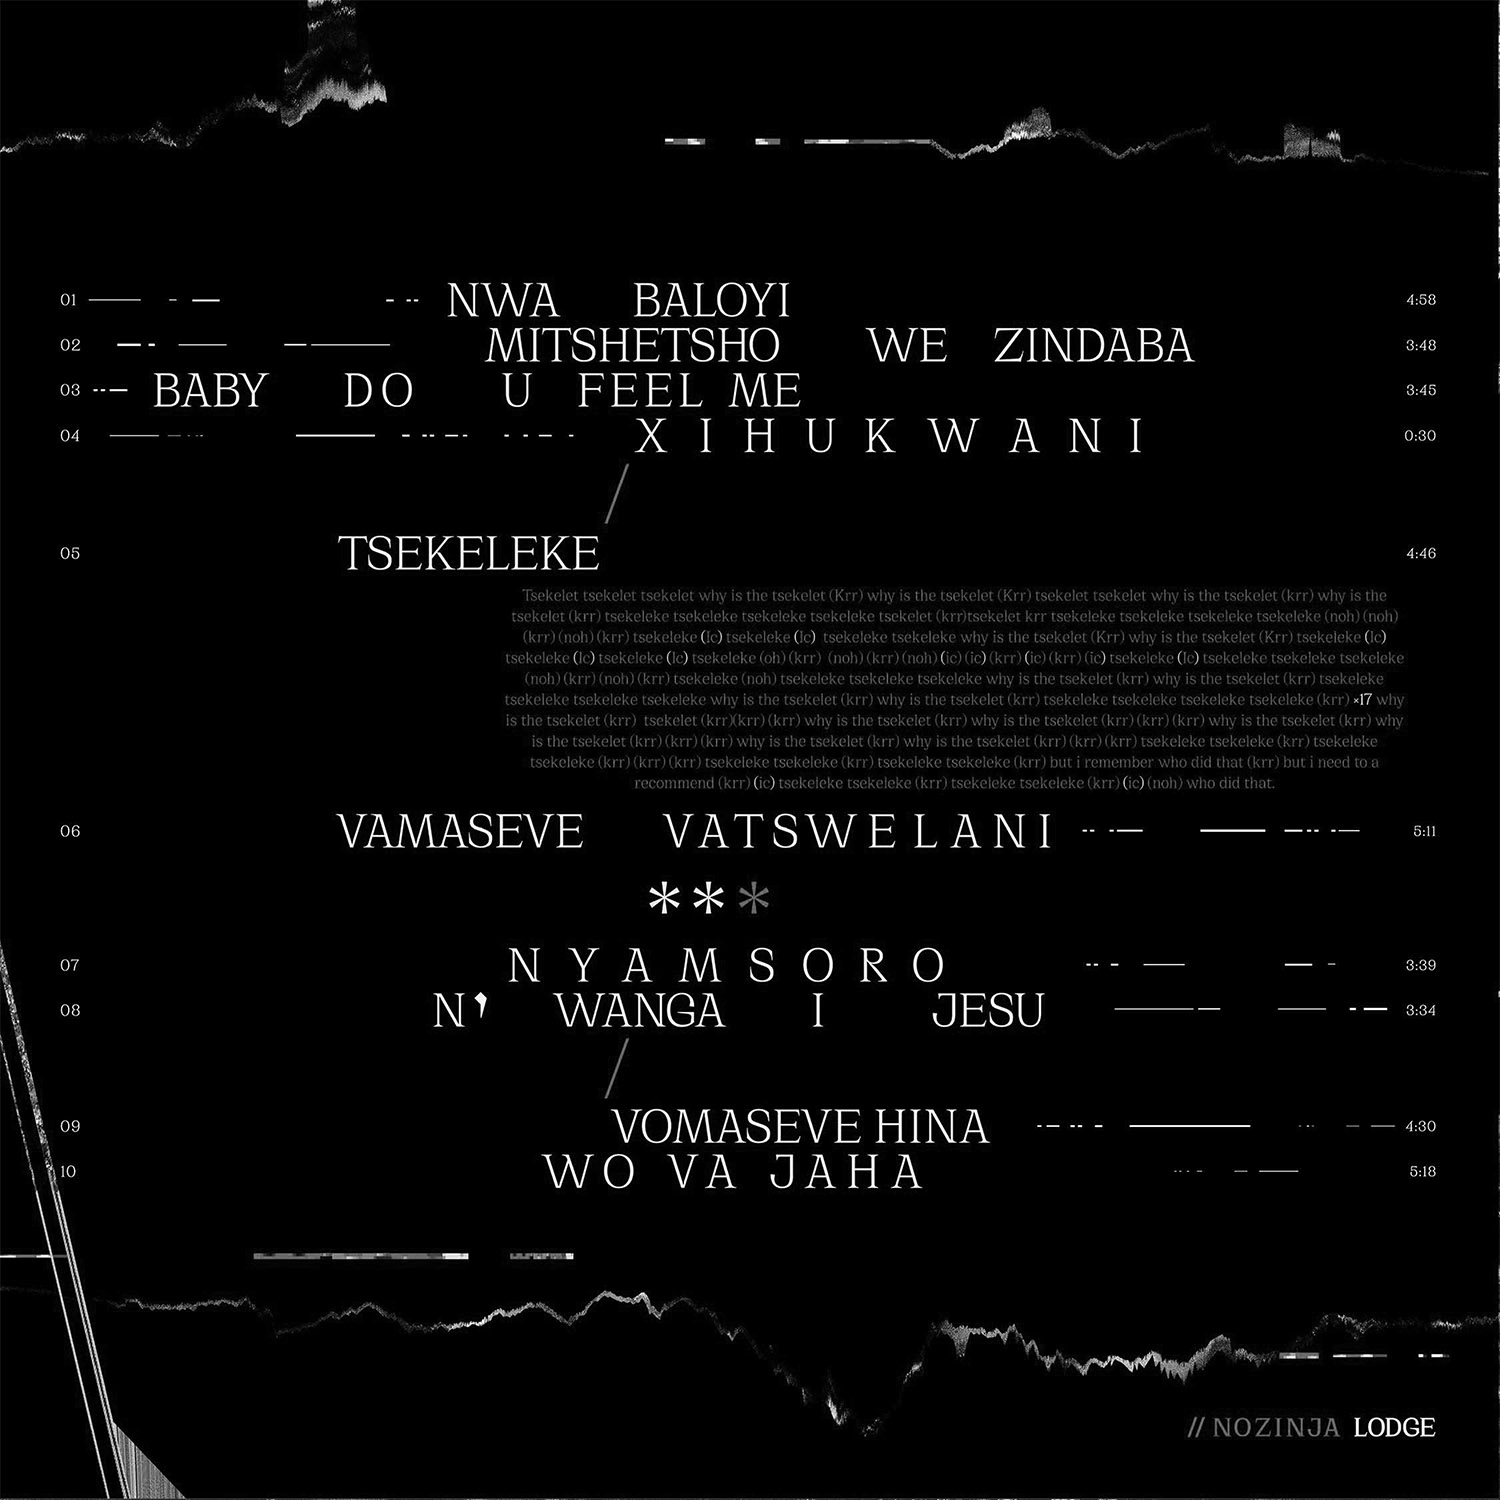 01 NWA BALOYI 4:58
02 MITSHETSHO WE ZINDABA 3:48
03 BABY DO U FEEL ME 3:45
04 XIHUKWANI 0:30
/
05 TSEKELEKE 4:46
Tsekelet tsekelet tsekelet why is the tsekelet (Krr) why is the tsekelet (Krr) tsekelet tsekelet why is the tsekelet (krr) why is the
tsekelet (krr) tsekeleke tsekeleke tsekeleke tsekeleke tsekelet (krr)tsekelet krr tsekeleke tsekeleke tsekeleke tsekeleke (noh) (noh)
(krr) (noh) (krr) tsekeleke (Ic) tsekeleke (Ic) tsekeleke tsekeleke why is the tsekelet (Krr) why is the tsekelet (Krr) tsekeleke (Ic)
tsekeleke (Ic) tsekeleke (Ic) tsekeleke (oh) (krr) (noh) (krr) (noh) (ic) (ic) (krr) (ic) (krr) (ic) tsekeleke (Ic) tsekeleke tsekeleke tsekeleke
(noh) (krr) (noh) (krr) tsekeleke (noh) tsekeleke tsekeleke tsekeleke why is the tsekelet (krr) why is the tsekelet (krr) tsekeleke
tsekeleke tsekeleke tsekeleke why is the tsekelet (krr) why is the tsekelet (krr) tsekeleke tsekeleke tsekeleke tsekeleke (krr) ×17 why
is the tsekelet (krr) tsekelet (krr)(krr) (krr) why is the tsekelet (krr) why is the tsekelet (krr) (krr) (krr) why is the tsekelet (krr) why
is the tsekelet (krr) (krr) (krr) why is the tsekelet (krr) why is the tsekelet (krr) (krr) (krr) tsekeleke tsekeleke (krr) tsekeleke
tsekeleke (krr) (krr) (krr) tsekeleke tsekeleke (krr) tsekeleke tsekeleke (krr) but i remember who did that (krr) but i need to a
recommend (krr) (ic) tsekeleke tsekeleke (krr) tsekeleke tsekeleke (krr) (ic) (noh) who did that.
06 VAMASEVE VATSWELANI 5:11
***
07 NYAMSORO 3:39
08 N' WANGA I JESU 3:34
/
09 VOMASEVE HINA 4:30
10 WO VA JAHA 5:18
// NOZINJA LODGE